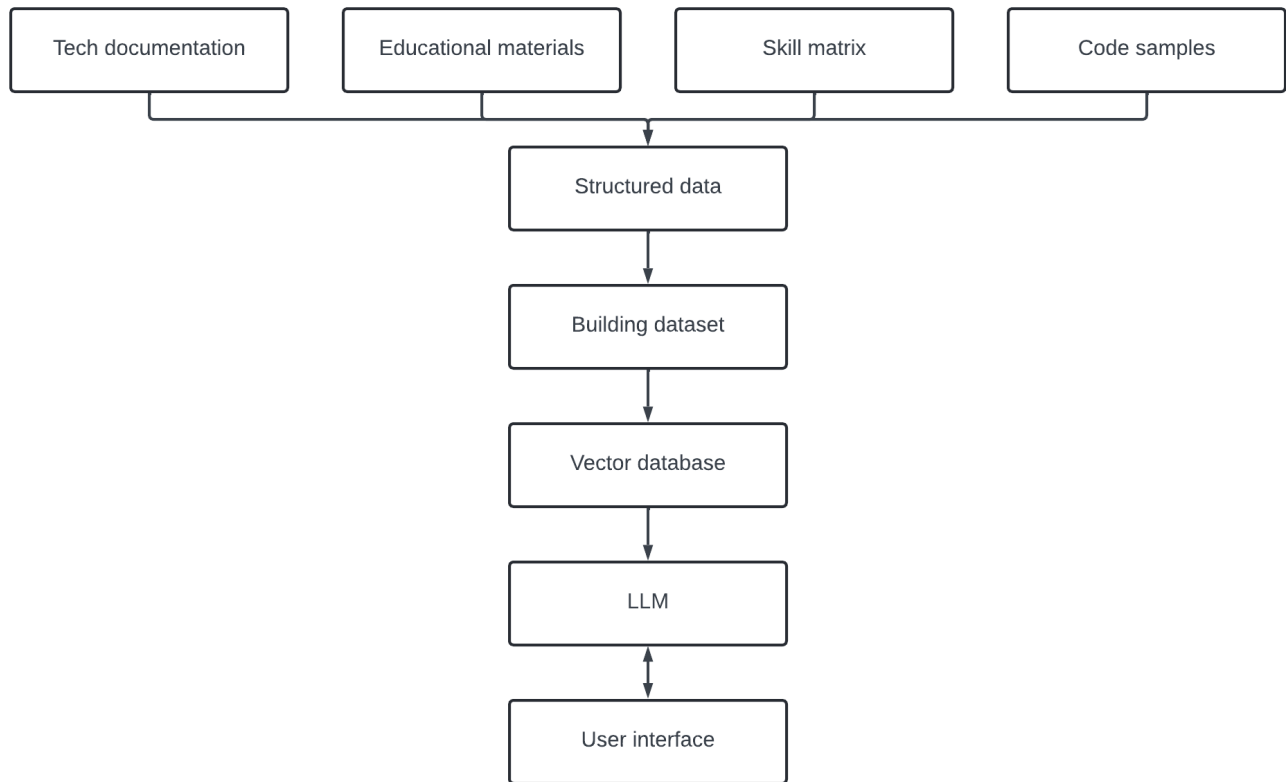 Tech documentation
Educational materials
Skill matrix
Code samples
Structured data
Building dataset
Vector database
LLM
User interface